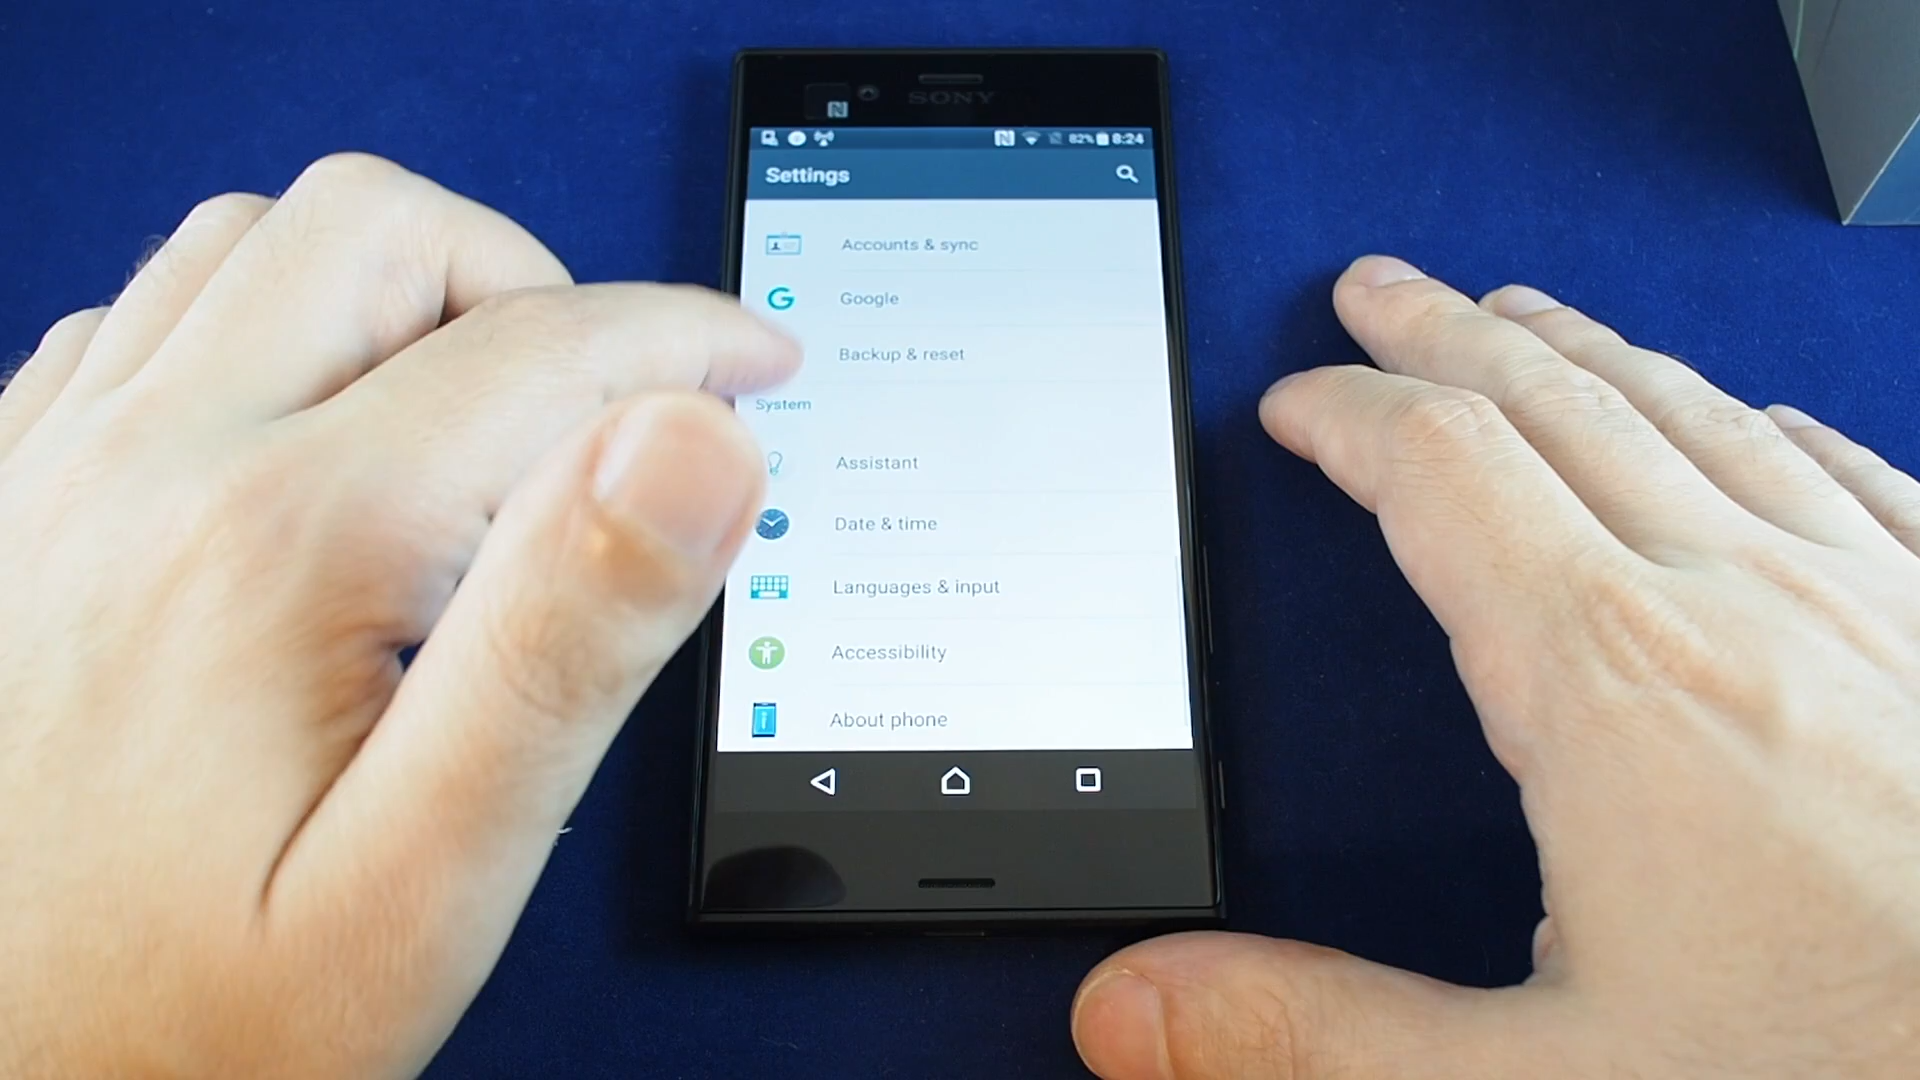 SONY
82% 8:24
Settings
Accounts & sync
Google
Backup & reset
System
Assistant
Date & time
Languages & input
Accessibility
About phone